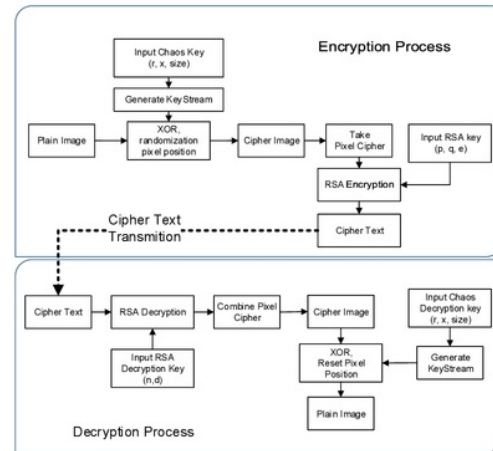 Encryption Process
Input Chaos Key
(r, x, size)
Generate KeyStream
Plain Image
XOR,
randomization
pixel position
Cipher Image
Take
Pixel Cipher
Input RSA key
(p, q, e)
RSA Encryption
Cipher Text
Cipher Text
Transmition
Cipher Text
RSA Decryption
Combine Pixel
Cipher
Cipher Image
Input Chaos
Decryption key
(r, x, size)
Input RSA
Decryption Key
(n,d)
XOR,
Reset Pixel
Position
Generate
KeyStream
Plain Image
Decryption Process